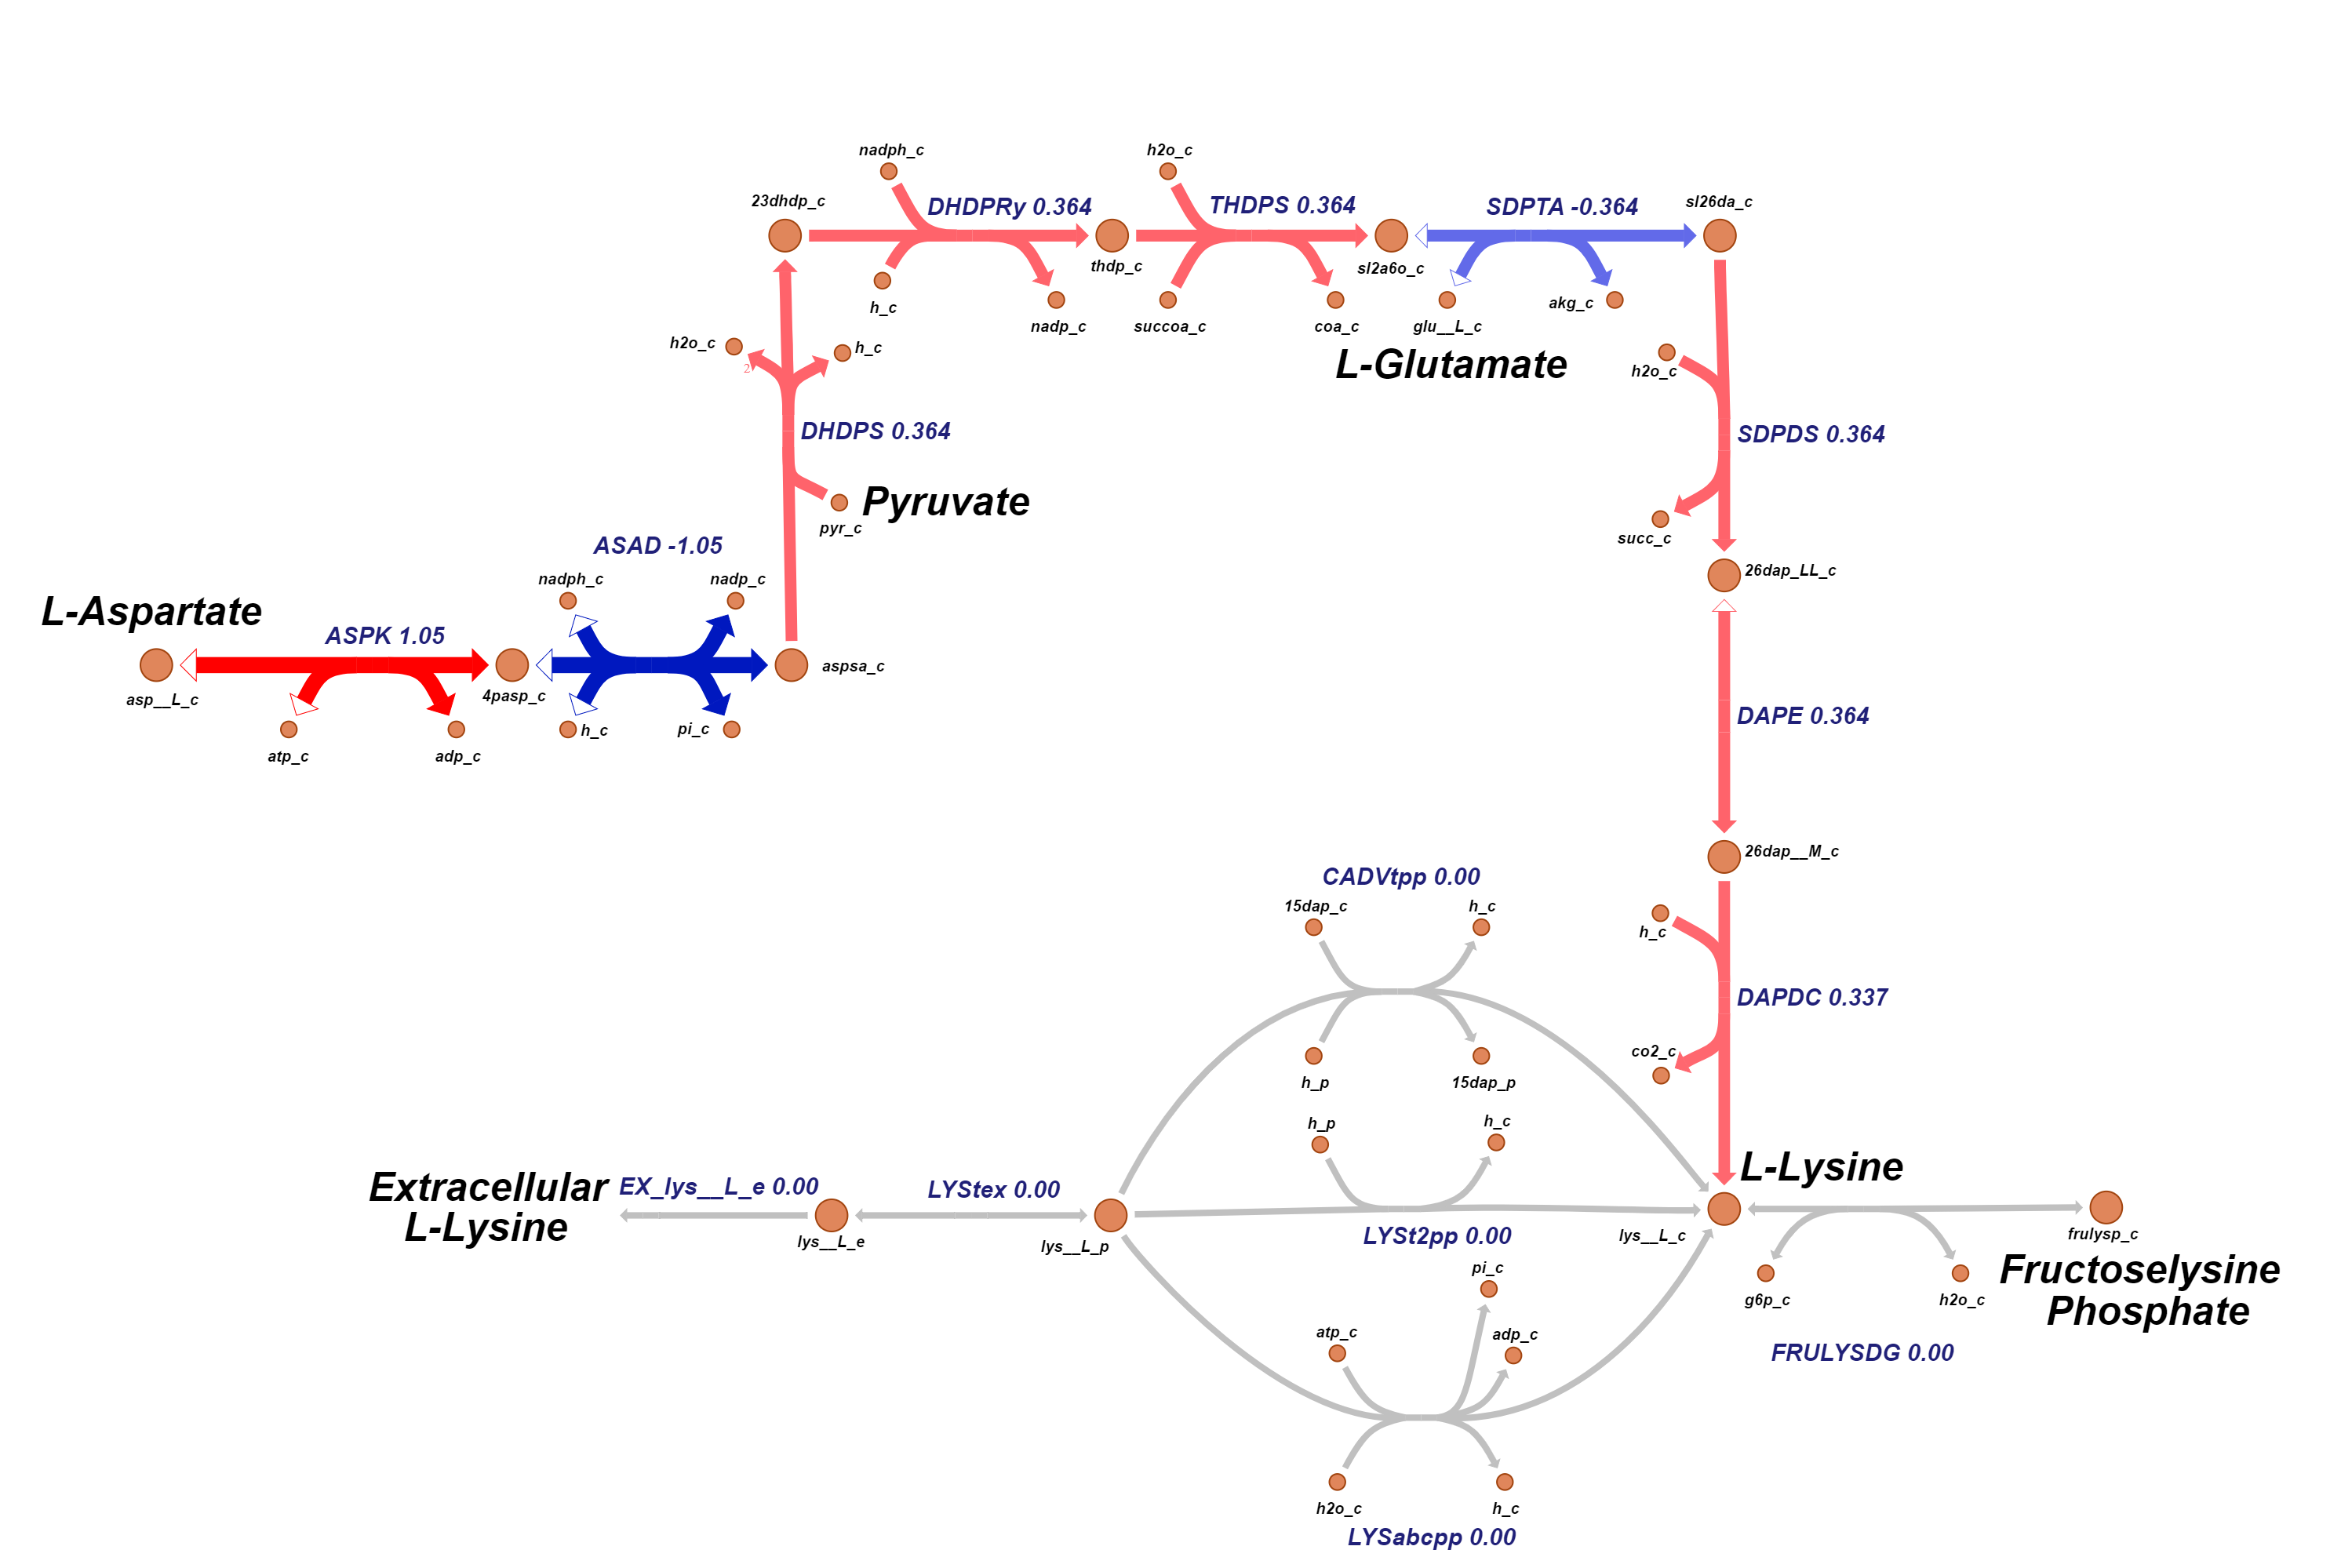 nadph_c
h2o_c
23dhdp_c
DHDPRy 0.364
THDPS 0.364
SDPTA -0.364
sl26da_c
thdp_c
sl2a6o_c
h_c
nadp_c
succoa_c
coa_c
glu__L_c
akg_c
h2o_c
2
h_c
L-Glutamate
h2o_c
DHDPS 0.364
SDPDS 0.364
Pyruvate
pyr_c
succ_c
ASAD -1.05
nadph_c
nadp_c
26dap_LL_c
L-Aspartate
ASPK 1.05
asp__L_c
4pasp_c
aspsa_c
atp_c
adp_c
h_c
pi_c
DAPE 0.364
26dap__M_c
CADVtpp 0.00
15dap_c
h_c
h_c
DAPDC 0.337
co2_c
h_p
15dap_p
h_p
h_c
L-Lysine
Extracellular
L-Lysine
EX_lys__L_e 0.00
LYStex 0.00
lys__L_e
lys__L_p
LYSt2pp 0.00
lys__L_c
frulysp_c
Fructoselysine
Phosphate
g6p_c
h2o_c
FRULYSDG 0.00
pi_c
atp_c
adp_c
h2o_c
h_c
LYSabcpp 0.00